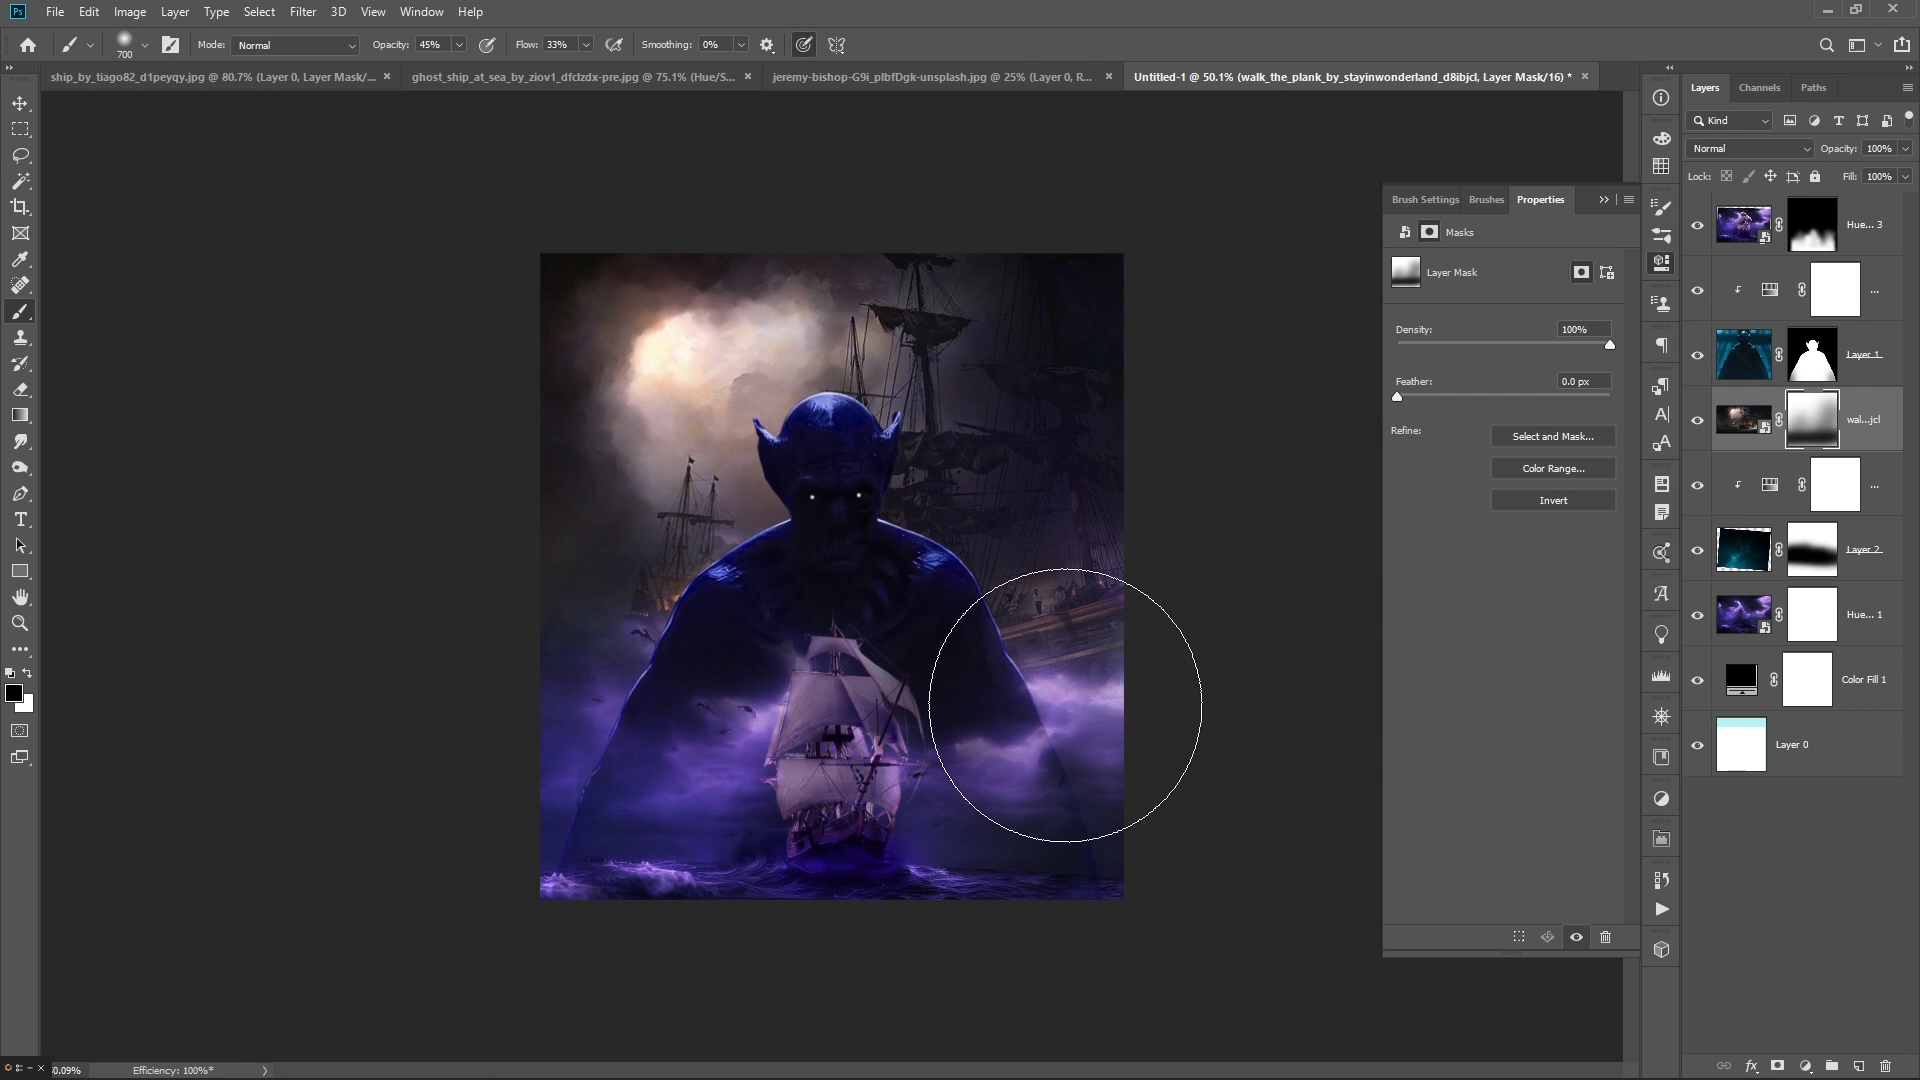 Ps File Edit Image Layer Type Select Filter 3D View Window Help
700 Mode: Normal Opacity: 45% Flow: 33% Smoothing: 0%
ship_by_tiago82_d1peyqy.jpg @ 80.7% (Layer 0, Layer Mask/... × ghost_ship_at_sea_by_ziov1_dfclzdx-pre.jpg @ 75.1% (Hue/S... × jeremy-bishop-G9i_plbfDgk-unsplash.jpg @ 25% (Layer 0, R... × Untitled-1 @ 50.1% (walk_the_plank_by_stayinwonderland_d8ibjcl, Layer Mask/16) * ×
Layers Channels Paths
Kind
Normal Opacity: 100%
Lock: Fill: 100%
Brush Settings Brushes Properties
Masks
Layer Mask
Density: 100%
Feather: 0.0 px
Refine: Select and Mask...
Color Range...
Invert
Hue... 3
...
Layer 1
wal...jcl
...
Layer 2
Hue... 1
Color Fill 1
Layer 0
0.09% Efficiency: 100%*